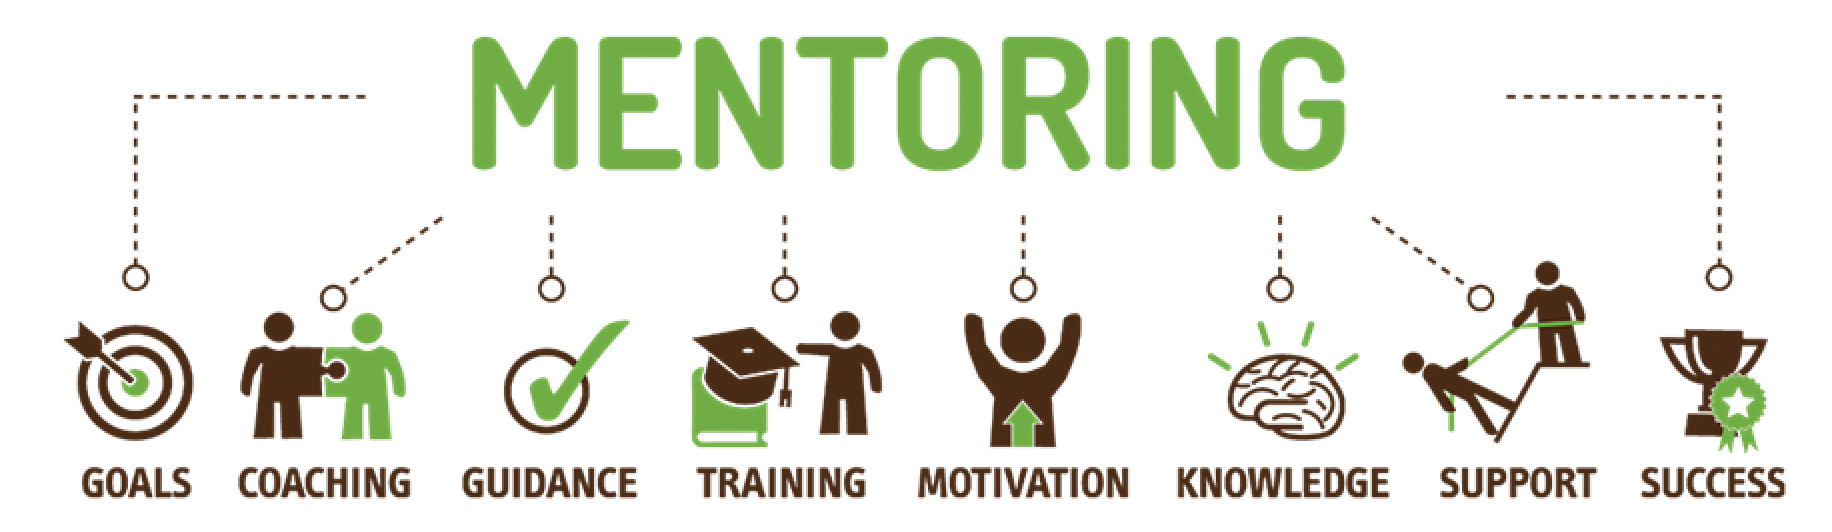 MENTORING
GOALS COACHING GUIDANCE TRAINING MOTIVATION KNOWLEDGE SUPPORT SUCCESS